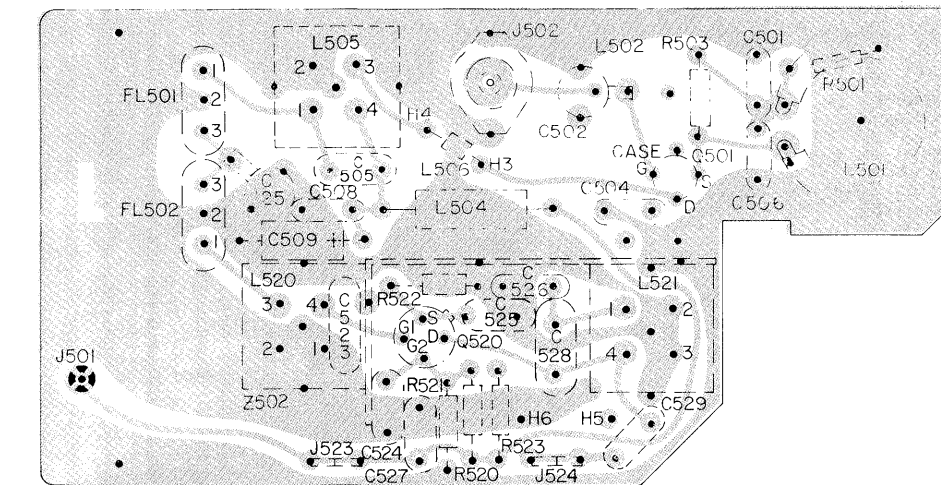 J502
L505
2 3
4
FL501
1
2
3
L502
R503
C501
R501
C502
H4
L506
H3
CASE
G
S
D
Q501
L501
C506
C
505
C
25
C508
C504
L504
FL502
3
2
1
C509
L520
3 4
2 1 3
C
5
2
3
Z502
R522
C
526
C
525
C
528
G1
S
G2
D
Q520
L521
1 2
4 3
J501
R521
H6
H5
C529
J523
C524
C527
R520
R523
J524